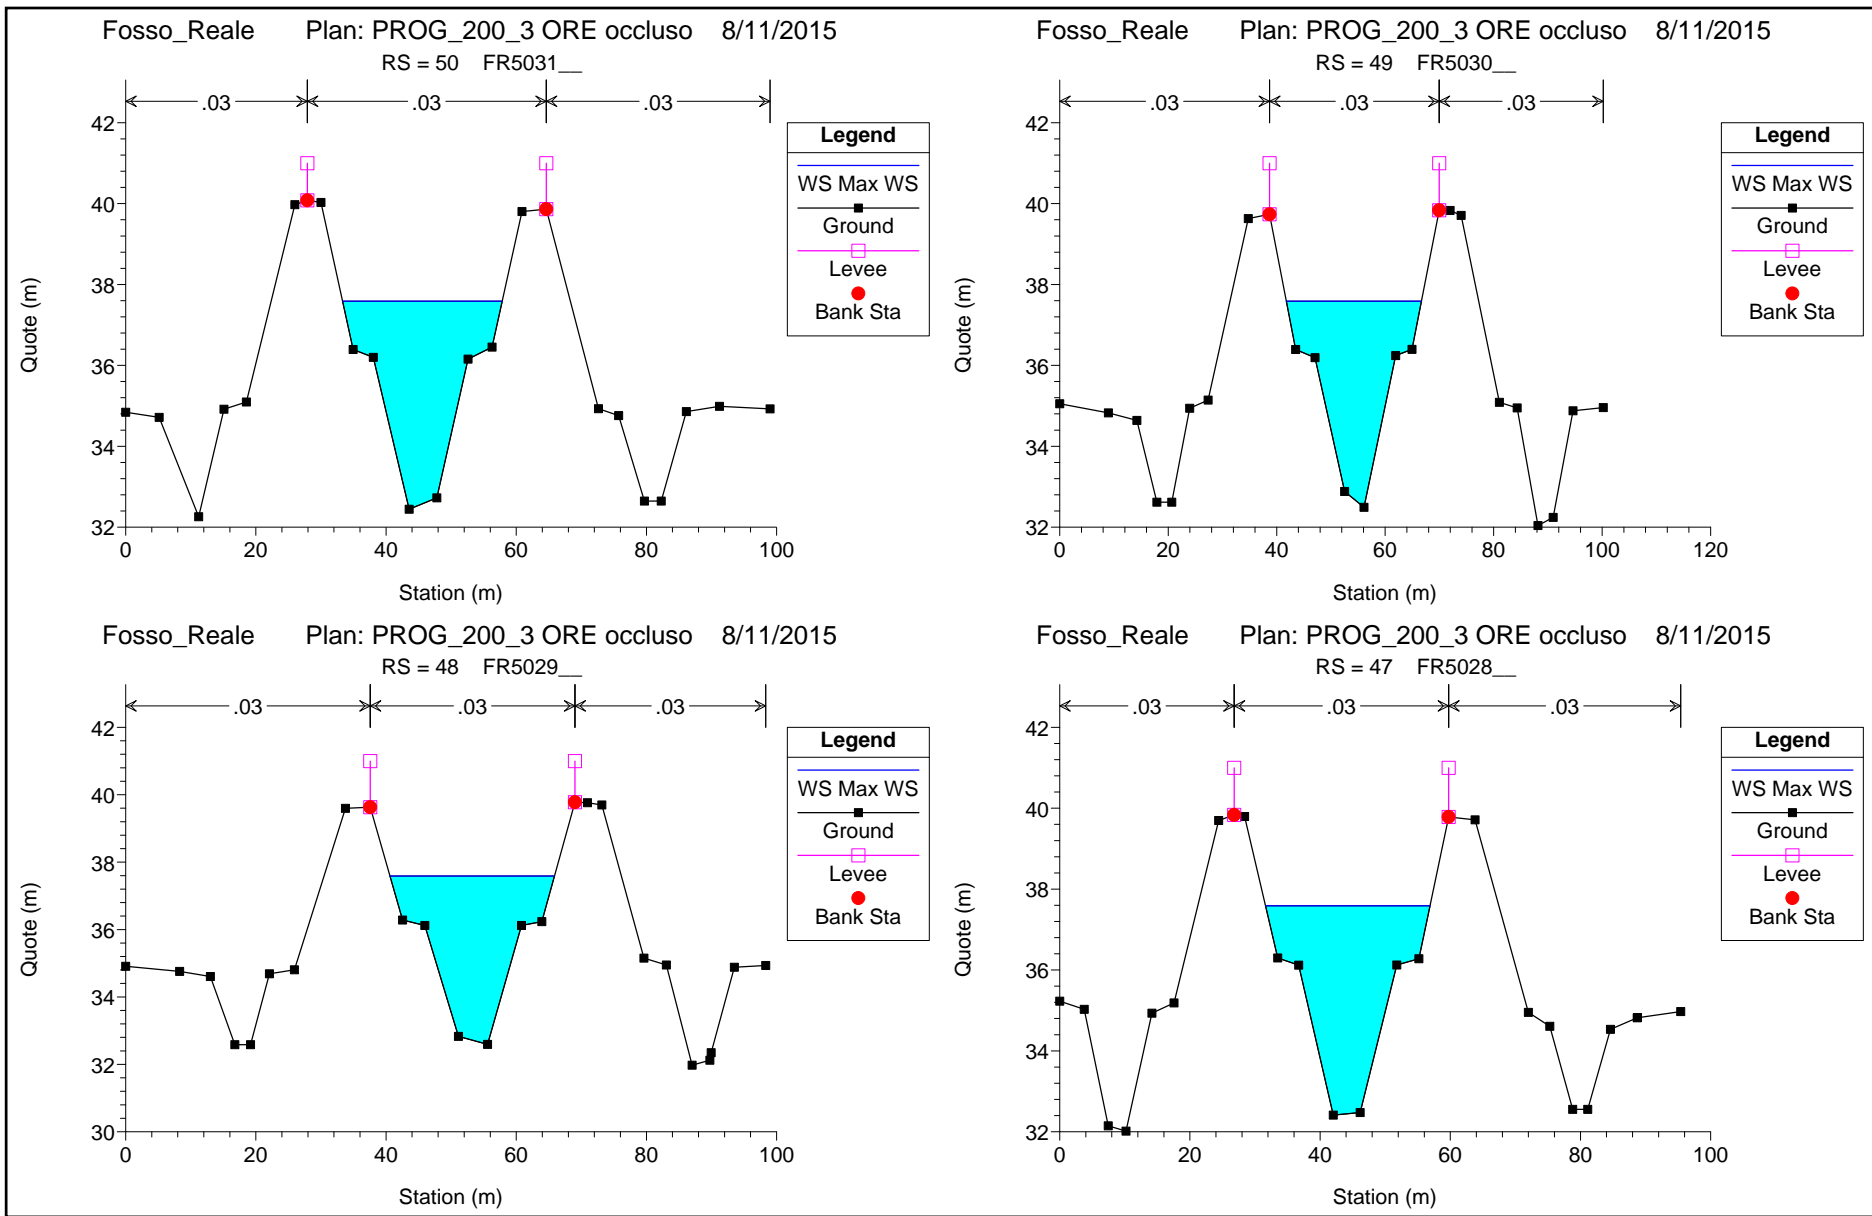 Fosso_Reale Plan: PROG_200_3 ORE occluso 8/11/2015
RS = 50 FR5031__
.03 .03 .03
42
40
38
36
34
32
0 20 40 60 80 100
Quote (m)
Station (m)
Legend
WS Max WS
Ground
Levee
Bank Sta
Fosso_Reale Plan: PROG_200_3 ORE occluso 8/11/2015
RS = 49 FR5030__
.03 .03 .03
42
40
38
36
34
32
0 20 40 60 80 100 120
Quote (m)
Station (m)
Legend
WS Max WS
Ground
Levee
Bank Sta
Fosso_Reale Plan: PROG_200_3 ORE occluso 8/11/2015
RS = 48 FR5029__
.03 .03 .03
42
40
38
36
34
32
30
0 20 40 60 80 100
Quote (m)
Station (m)
Legend
WS Max WS
Ground
Levee
Bank Sta
Fosso_Reale Plan: PROG_200_3 ORE occluso 8/11/2015
RS = 47 FR5028__
.03 .03 .03
42
40
38
36
34
32
0 20 40 60 80 100
Quote (m)
Station (m)
Legend
WS Max WS
Ground
Levee
Bank Sta